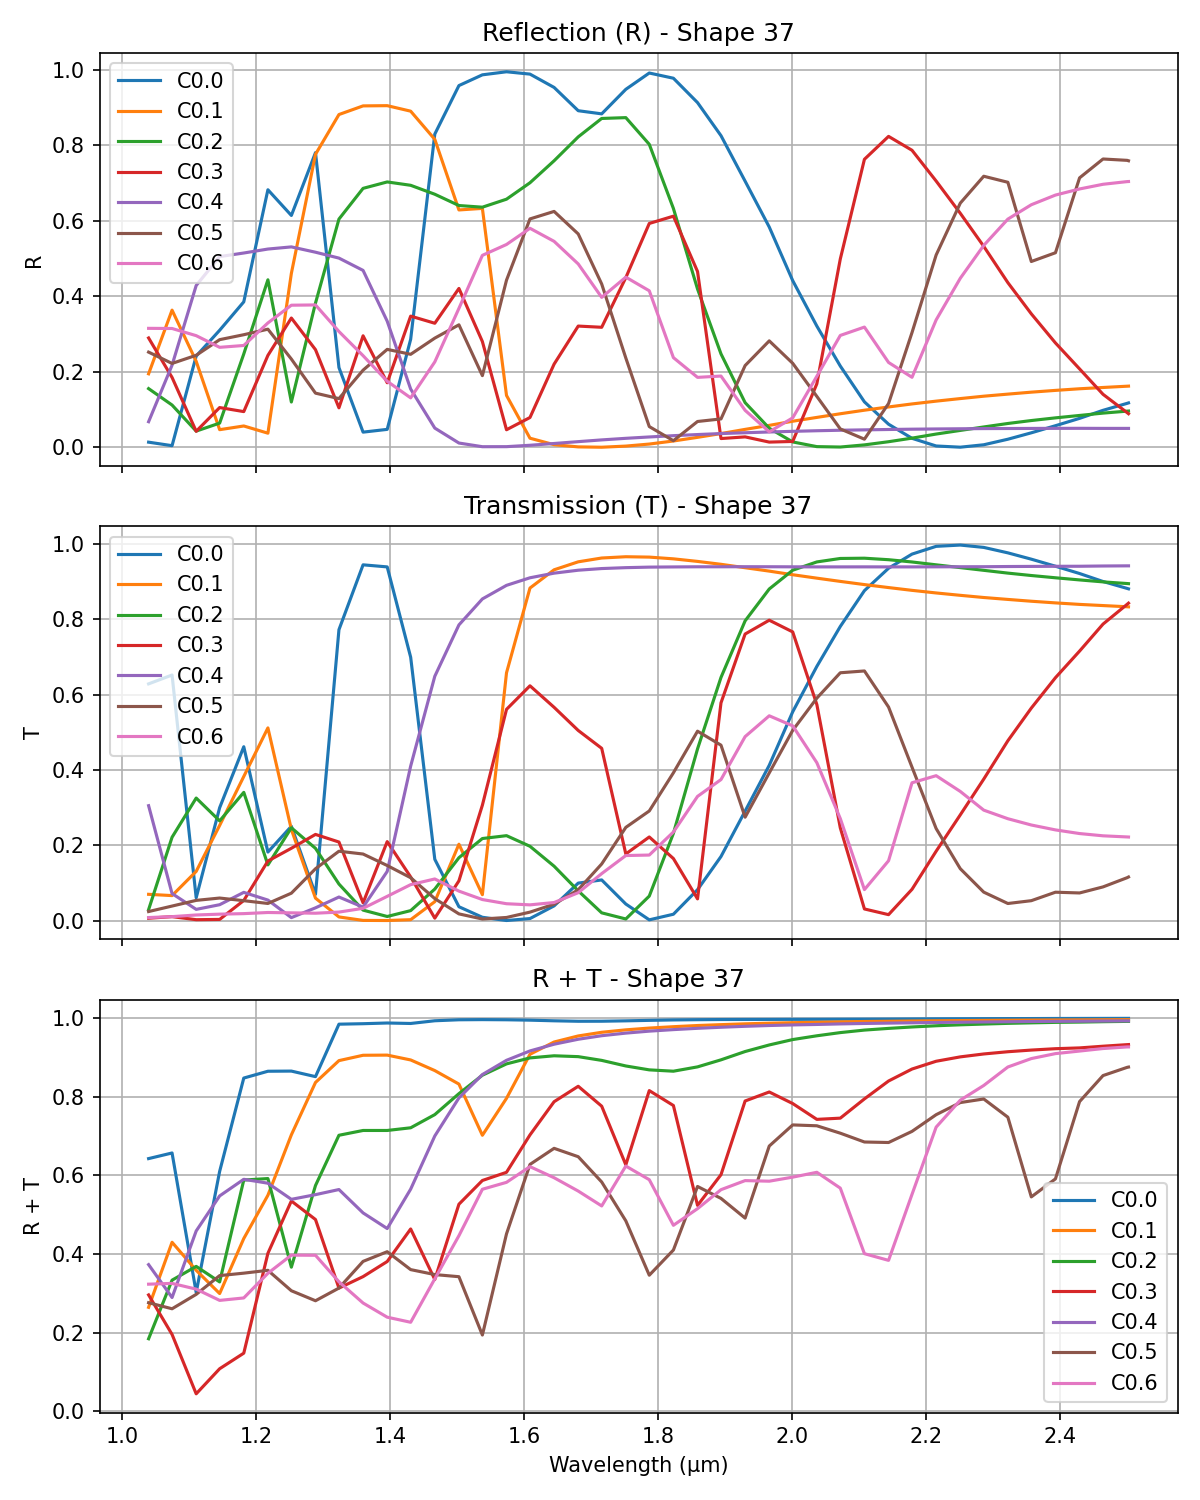 Reflection (R) - Shape 37
1.0
0.8
0.6
0.4
0.2
0.0
R
C0.0
C0.1
C0.2
C0.3
C0.4
C0.5
C0.6
Transmission (T) - Shape 37
1.0
0.8
0.6
0.4
0.2
0.0
T
C0.0
C0.1
C0.2
C0.3
C0.4
C0.5
C0.6
R + T - Shape 37
1.0
0.8
0.6
0.4
0.2
0.0
R + T
C0.0
C0.1
C0.2
C0.3
C0.4
C0.5
C0.6
1.0 1.2 1.4 1.6 1.8 2.0 2.2 2.4
Wavelength (μm)